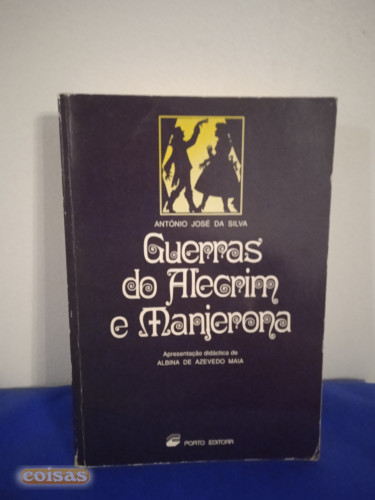 ANTÓNIO JOSÉ DA SILVA
Guerras
do Alecrim
e Manjerona
Apresentação didáctica de
ALBINA DE AZEVEDO MAIA
PORTO EDITORA
coisas